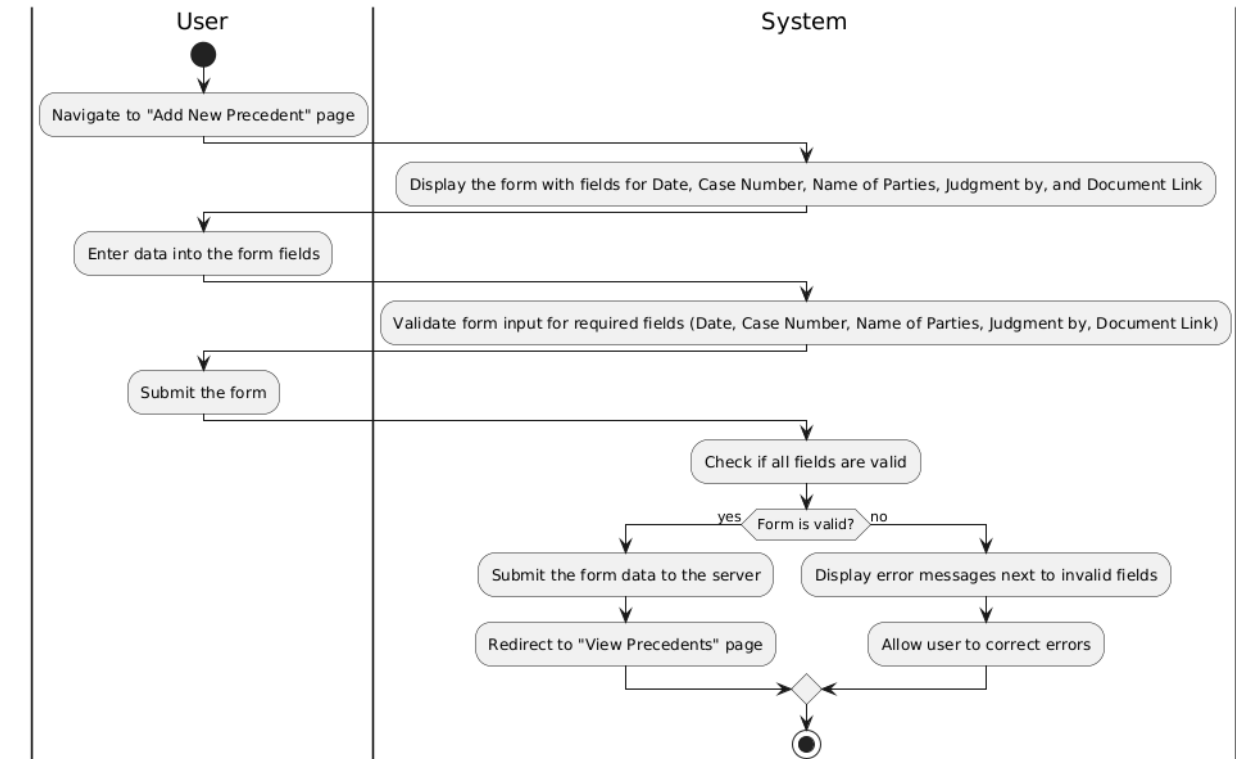 User
System
Navigate to "Add New Precedent" page
Display the form with fields for Date, Case Number, Name of Parties, Judgment by, and Document Link
Enter data into the form fields
Validate form input for required fields (Date, Case Number, Name of Parties, Judgment by, Document Link)
Submit the form
Check if all fields are valid
yes
Form is valid?
no
Submit the form data to the server
Display error messages next to invalid fields
Redirect to "View Precedents" page
Allow user to correct errors